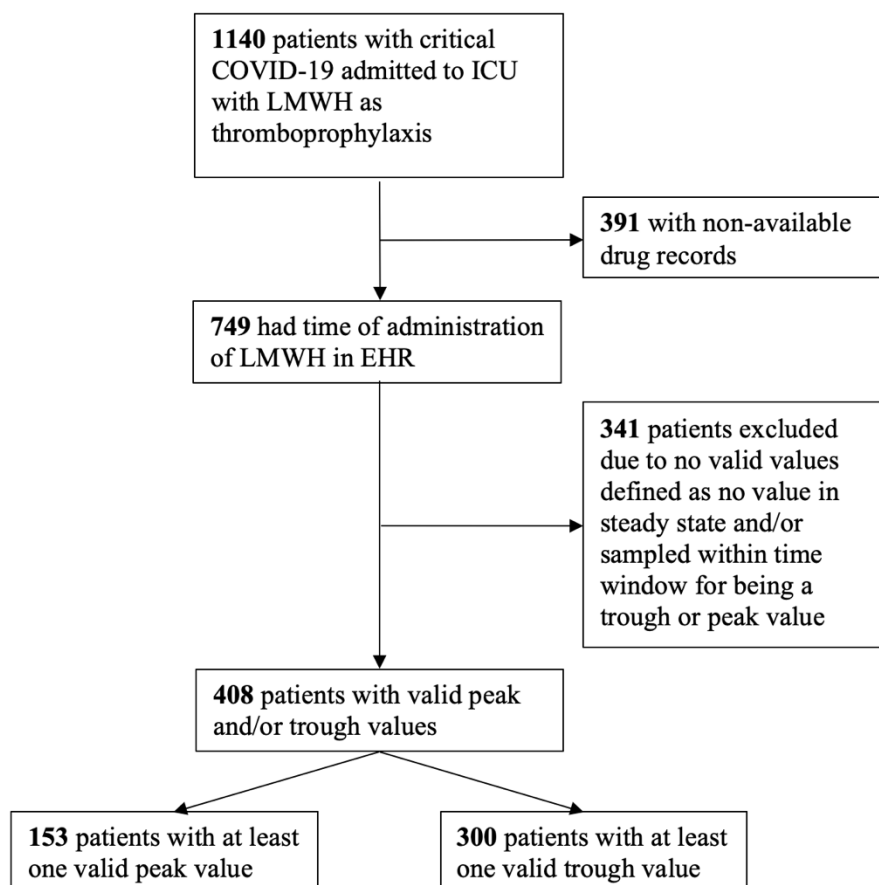 1140 patients with critical
COVID-19 admitted to ICU
with LMWH as
thromboprophylaxis
391 with non-available
drug records
749 had time of administration
of LMWH in EHR
341 patients excluded
due to no valid values
defined as no value in
steady state and/or
sampled within time
window for being a
trough or peak value
408 patients with valid peak
and/or trough values
153 patients with at least
one valid peak value
300 patients with at least
one valid trough value